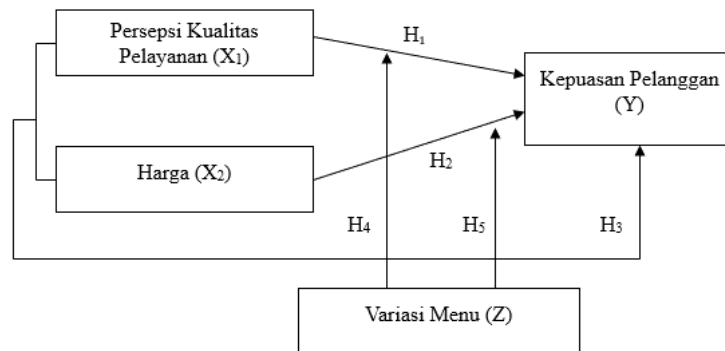 Persepsi Kualitas
Pelayanan (X₁)
H₁
Kepuasan Pelanggan
(Y)
Harga (X₂)
H₂
H₄
H₅
H₃
Variasi Menu (Z)